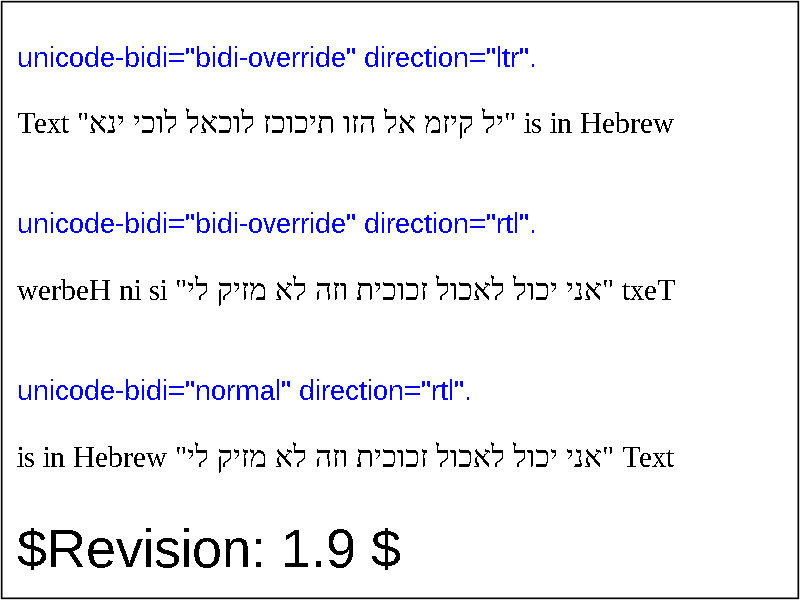 unicode-bidi="bidi-override" direction="ltr".
Text "יל קיזמ אל הזו תיכוכז לוכאל לוכי ינא" is in Hebrew
unicode-bidi="bidi-override" direction="rtl".
werbeH ni si "אני יכול לאכול זכוכית וזה לא מזיק לי" txeT
unicode-bidi="normal" direction="rtl".
is in Hebrew "אני יכול לאכול זכוכית וזה לא מזיק לי" Text
$Revision: 1.9 $